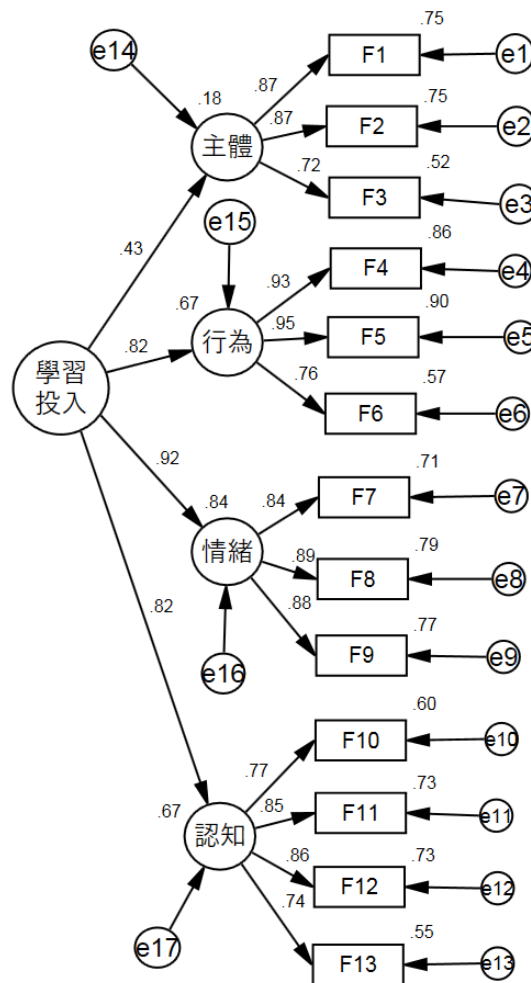 .75
e14
F1
e1
.18
.87
.75
.87
F2
e2
主體
.72
.52
F3
e3
e15
.86
.43
F4
e4
.93
.90
.67
.95
F5
e5
.82
行為
學習
投入
.76
.57
F6
e6
.92
.71
.84
.84
F7
e7
.79
情緒
.89
F8
e8
.82
.88
.77
F9
e9
e16
.60
F10
e10
.77
.73
.67
.85
F11
e11
認知
.86
.73
F12
e12
.74
e17
.55
F13
e13